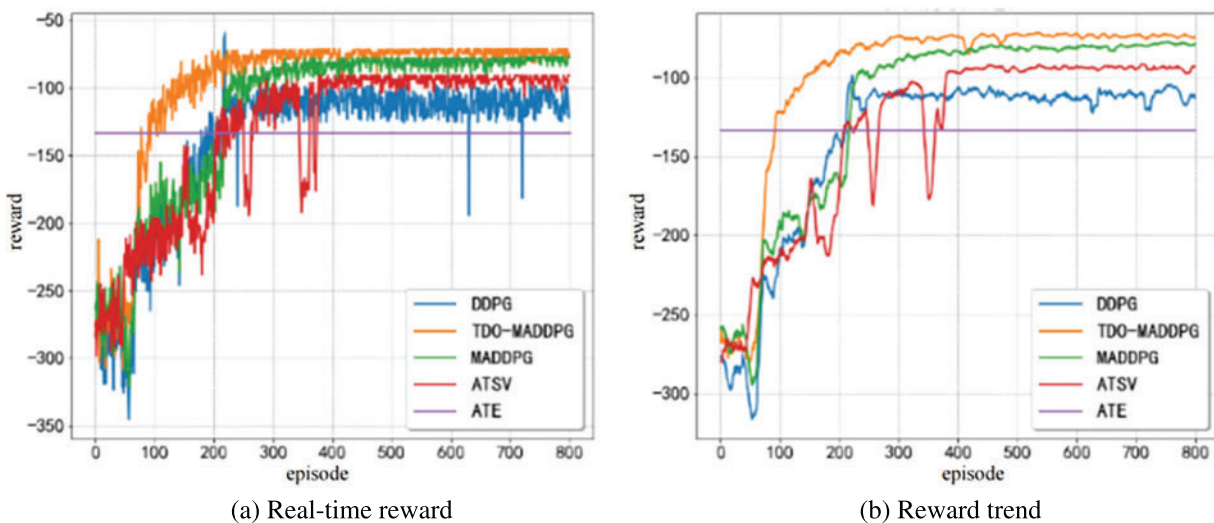 −50
−100
−150
−200
−250
−300
−350
reward
0 100 200 300 400 500 600 700 800
episode
DDPG
TDO-MADDPG
MADDPG
ATSV
ATE
(a) Real-time reward
−100
−150
−200
−250
−300
reward
0 100 200 300 400 500 600 700 800
episode
DDPG
TDO-MADDPG
MADDPG
ATSV
ATE
(b) Reward trend